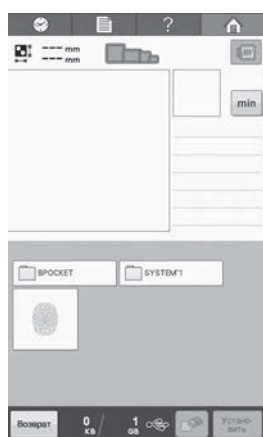 ?
--- mm
--- mm
min
BPOCKET
SYSTEM~1
Возврат
0 KB / 1 GB
Устано-
вить